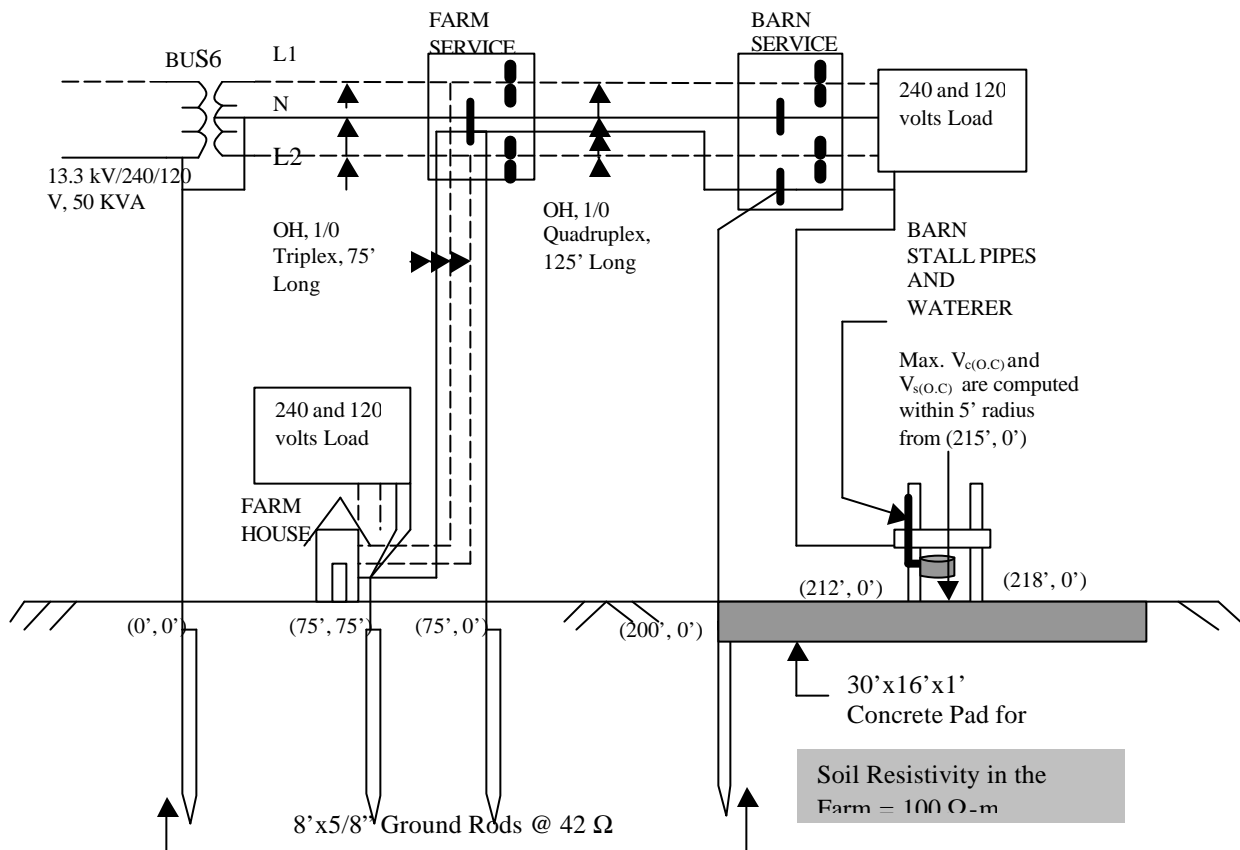 FARM
SERVICE
BARN
SERVICE
BUS6
L1
N
L2
240 and 120
volts Load
13.3 kV/240/120
V, 50 KVA
OH, 1/0
Triplex, 75’
Long
OH, 1/0
Quadruplex,
125’ Long
BARN
STALL PIPES
AND
WATERER
Max. Vc(O.C) and
Vs(O.C) are computed
within 5’ radius
from (215’, 0’)
240 and 120
volts Load
FARM
HOUSE
(212’, 0’)
(218’, 0’)
(0’, 0’)
(75’, 75’)
(75’, 0’)
(200’, 0’)
30’x16’x1’
Concrete Pad for
Soil Resistivity in the
Farm = 100 Ω-m
8’x5/8” Ground Rods @ 42 Ω